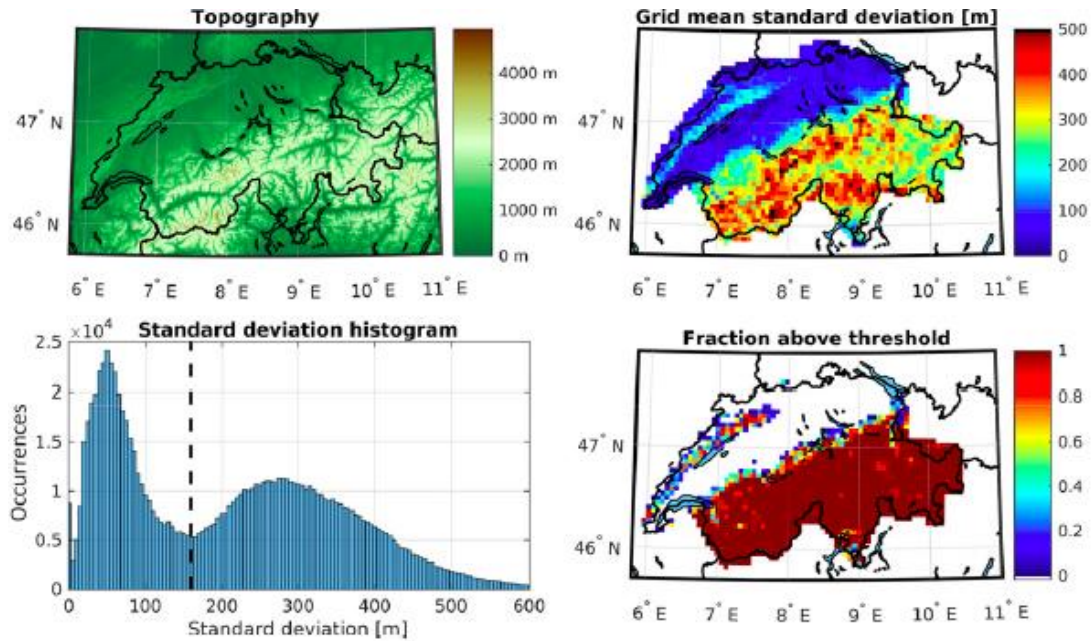 Topography
4000 m
3000 m
2000 m
1000 m
0 m
47° N
46° N
6° E 7° E 8° E 9° E 10° E 11° E
Grid mean standard deviation [m]
500
400
300
200
100
0
47° N
46° N
6° E 7° E 8° E 9° E 10° E 11° E
Standard deviation histogram
×10⁴
2.5
2
1.5
1
0.5
0
Occurrences
0 100 200 300 400 500 600
Standard deviation [m]
Fraction above threshold
1
0.8
0.6
0.4
0.2
0
47° N
46° N
6° E 7° E 8° E 9° E 10° E 11° E